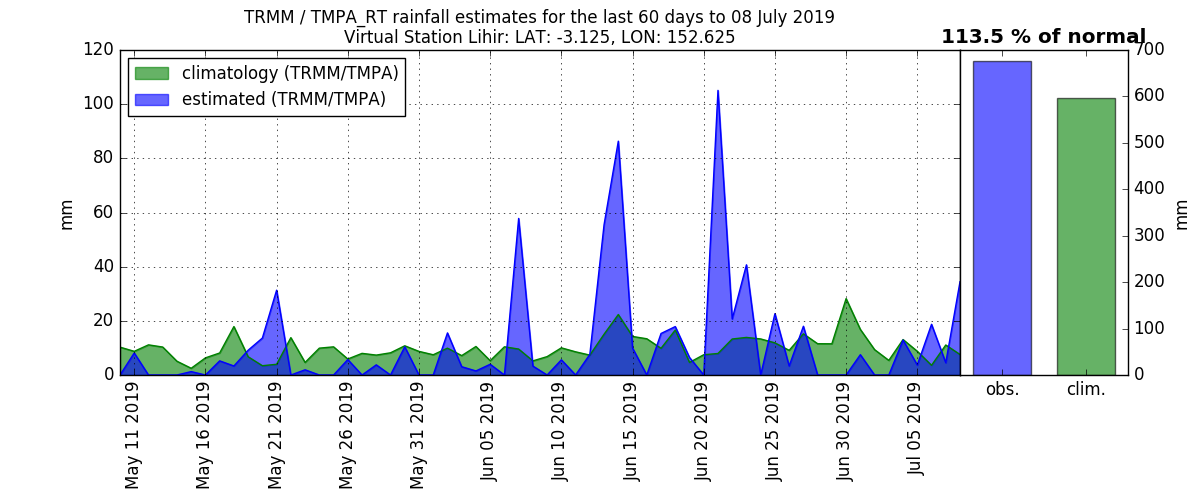 TRMM / TMPA_RT rainfall estimates for the last 60 days to 08 July 2019
Virtual Station Lihir: LAT: -3.125, LON: 152.625
113.5 % of normal
climatology (TRMM/TMPA)
estimated (TRMM/TMPA)
120
100
80
60
40
20
0
mm
May 11 2019
May 16 2019
May 21 2019
May 26 2019
May 31 2019
Jun 05 2019
Jun 10 2019
Jun 15 2019
Jun 20 2019
Jun 25 2019
Jun 30 2019
Jul 05 2019
obs.
clim.
700
600
500
400
300
200
100
0
mm